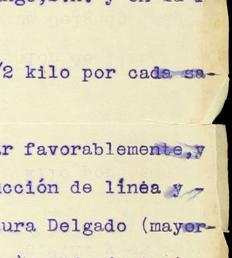 /2 kilo por cada sa-
r favorablemente,y
cción de línea y -
ura Delgado (mayor-